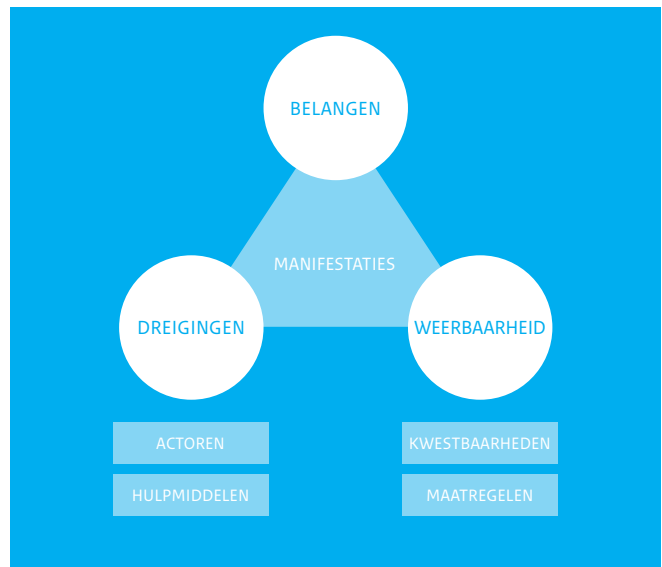 BELANGEN
MANIFESTATIES
DREIGINGEN
WEERBAARHEID
ACTOREN
KWESTBAARHEDEN
HULPMIDDELEN
MAATREGELEN